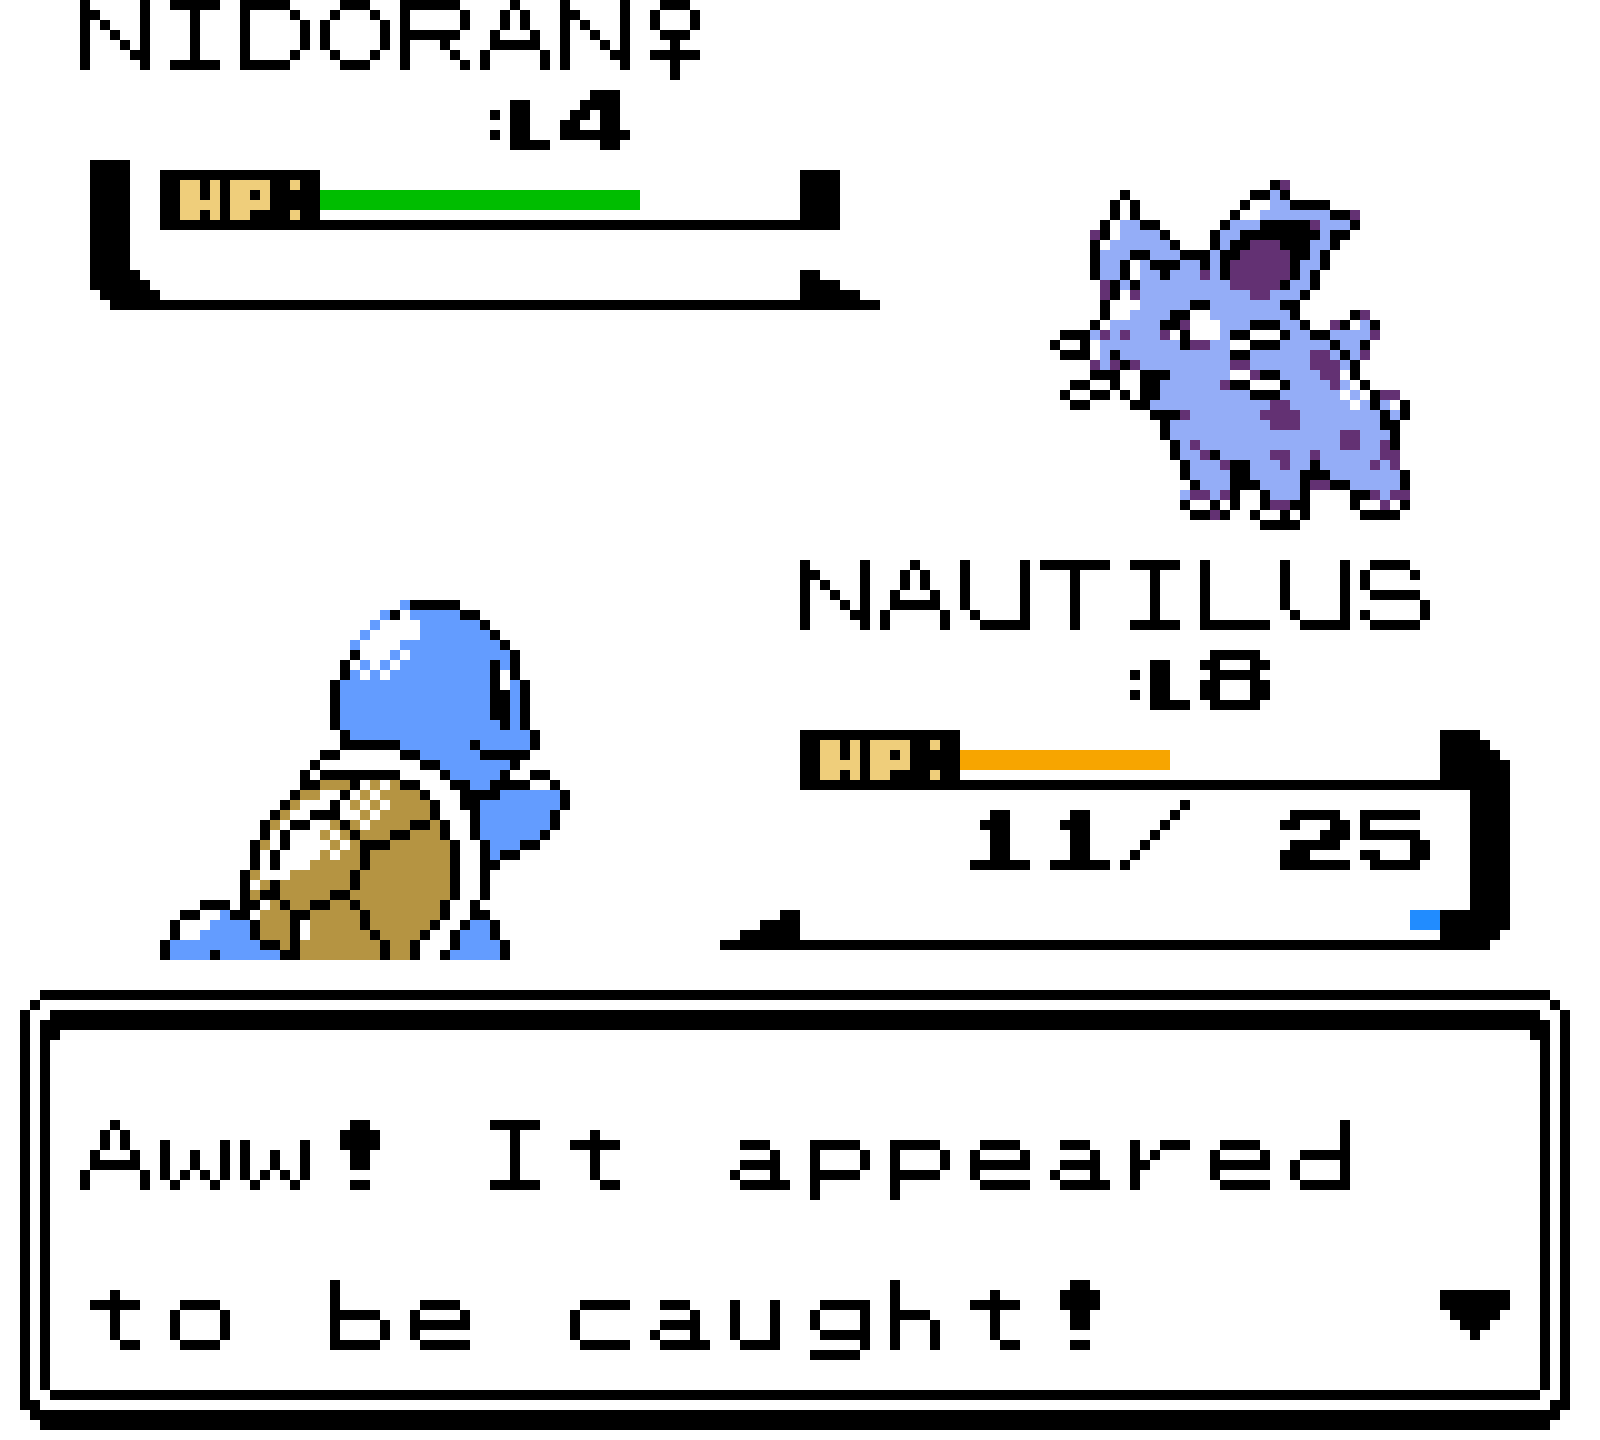 NIDORAN♀
:L4
HP:
NAUTILUS
:L8
HP:
11/ 25
Aww! It appeared
to be caught!